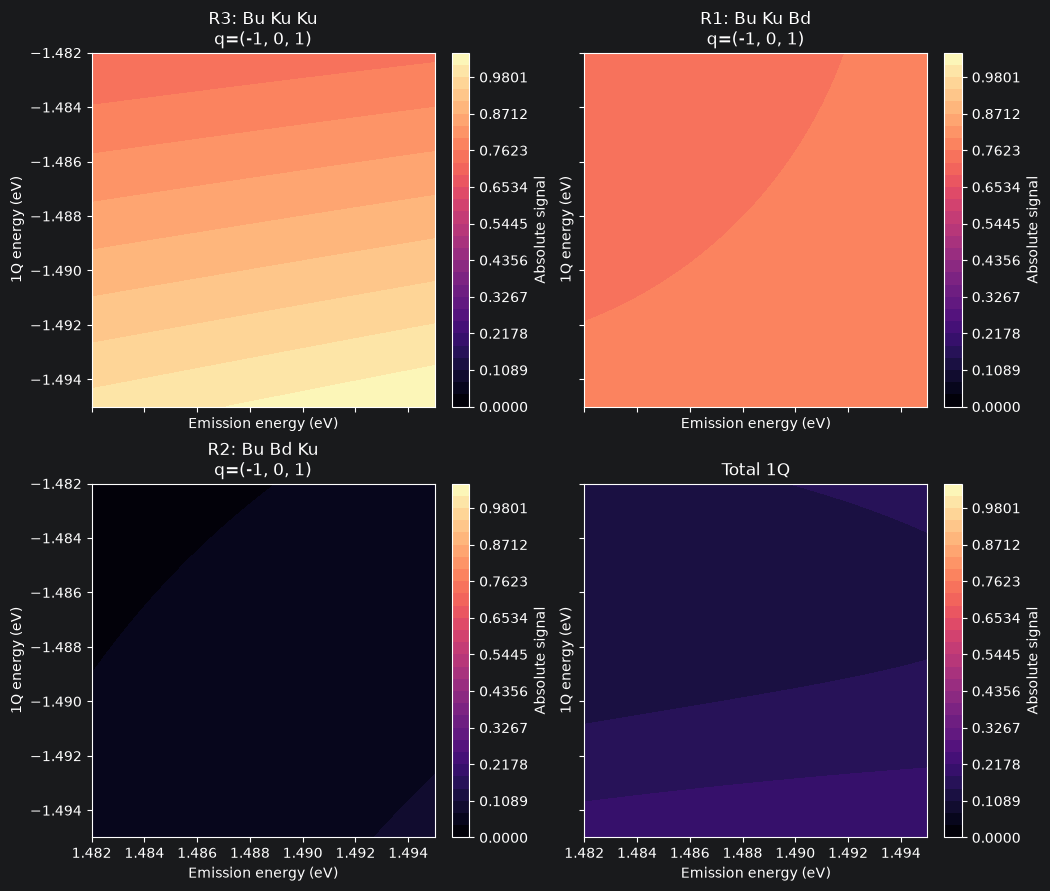 R3: Bu Ku Ku
q=(-1, 0, 1)
−1.482
−1.484
−1.486
−1.488
−1.490
−1.492
−1.494
1Q energy (eV)
Emission energy (eV)
0.9801
0.8712
0.7623
0.6534
0.5445
0.4356
0.3267
0.2178
0.1089
0.0000
Absolute signal
R1: Bu Ku Bd
q=(-1, 0, 1)
1Q energy (eV)
Emission energy (eV)
0.9801
0.8712
0.7623
0.6534
0.5445
0.4356
0.3267
0.2178
0.1089
0.0000
Absolute signal
R2: Bu Bd Ku
q=(-1, 0, 1)
−1.482
−1.484
−1.486
−1.488
−1.490
−1.492
−1.494
1Q energy (eV)
1.482 1.484 1.486 1.488 1.490 1.492 1.494
Emission energy (eV)
0.9801
0.8712
0.7623
0.6534
0.5445
0.4356
0.3267
0.2178
0.1089
0.0000
Absolute signal
Total 1Q
1Q energy (eV)
1.482 1.484 1.486 1.488 1.490 1.492 1.494
Emission energy (eV)
0.9801
0.8712
0.7623
0.6534
0.5445
0.4356
0.3267
0.2178
0.1089
0.0000
Absolute signal